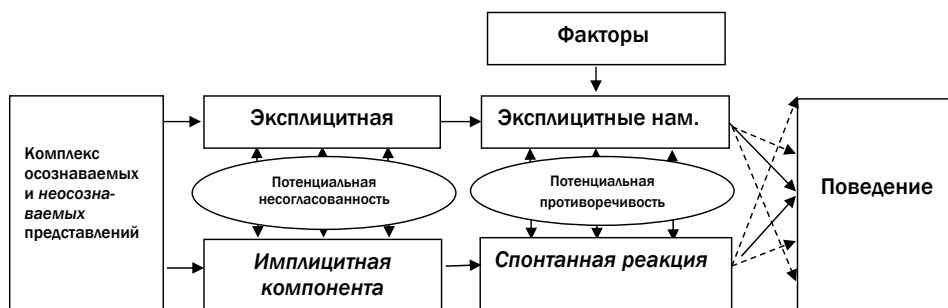 Факторы
Эксплицитная
Эксплицитные нам.
Комплекс
осознаваемых
и неосозна-
ваемых
представлений
Потенциальная
несогласованность
Потенциальная
противоречивость
Поведение
Имплицитная
компонента
Спонтанная реакция